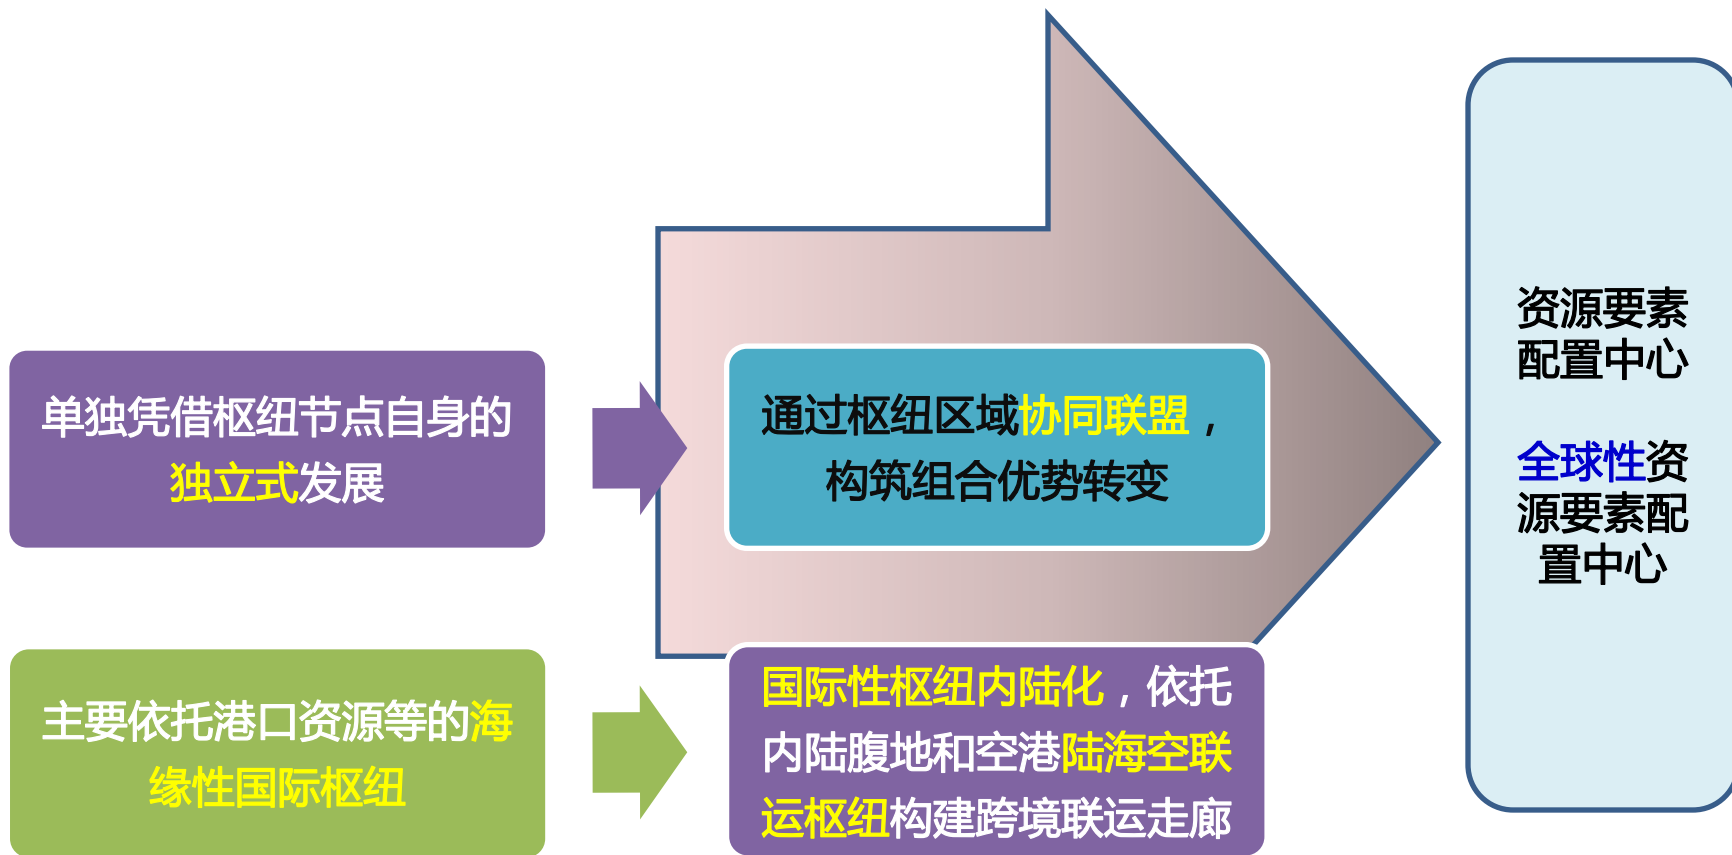 单独凭借枢纽节点自身的
独立式发展
通过枢纽区域协同联盟，
构筑组合优势转变
主要依托港口资源等的海
缘性国际枢纽
国际性枢纽内陆化，依托
内陆腹地和空港陆海空联
运枢纽构建跨境联运走廊
资源要素
配置中心
全球性资
源要素配
置中心